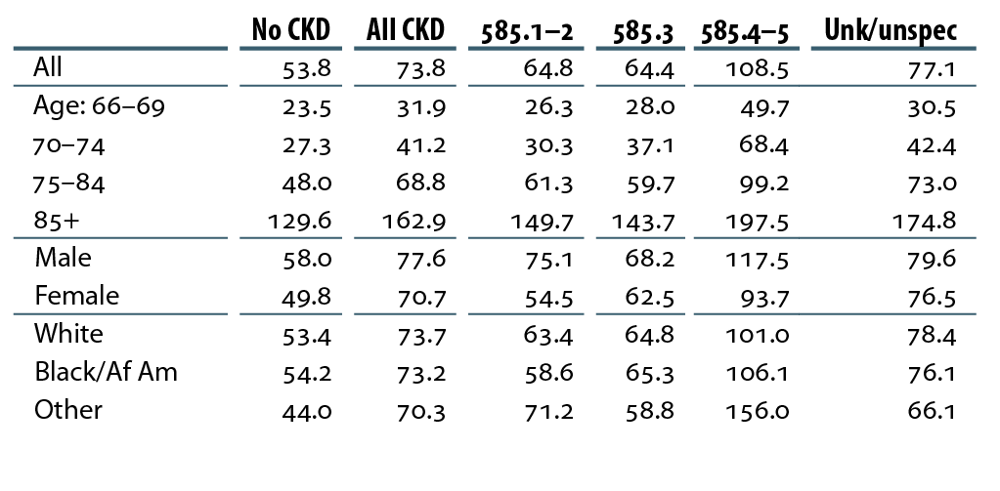 No CKD All CKD 585.1–2 585.3 585.4–5 Unk/unspec
All 53.8 73.8 64.8 64.4 108.5 77.1
Age: 66–69 23.5 31.9 26.3 28.0 49.7 30.5
70–74 27.3 41.2 30.3 37.1 68.4 42.4
75–84 48.0 68.8 61.3 59.7 99.2 73.0
85+ 129.6 162.9 149.7 143.7 197.5 174.8
Male 58.0 77.6 75.1 68.2 117.5 79.6
Female 49.8 70.7 54.5 62.5 93.7 76.5
White 53.4 73.7 63.4 64.8 101.0 78.4
Black/Af Am 54.2 73.2 58.6 65.3 106.1 76.1
Other 44.0 70.3 71.2 58.8 156.0 66.1